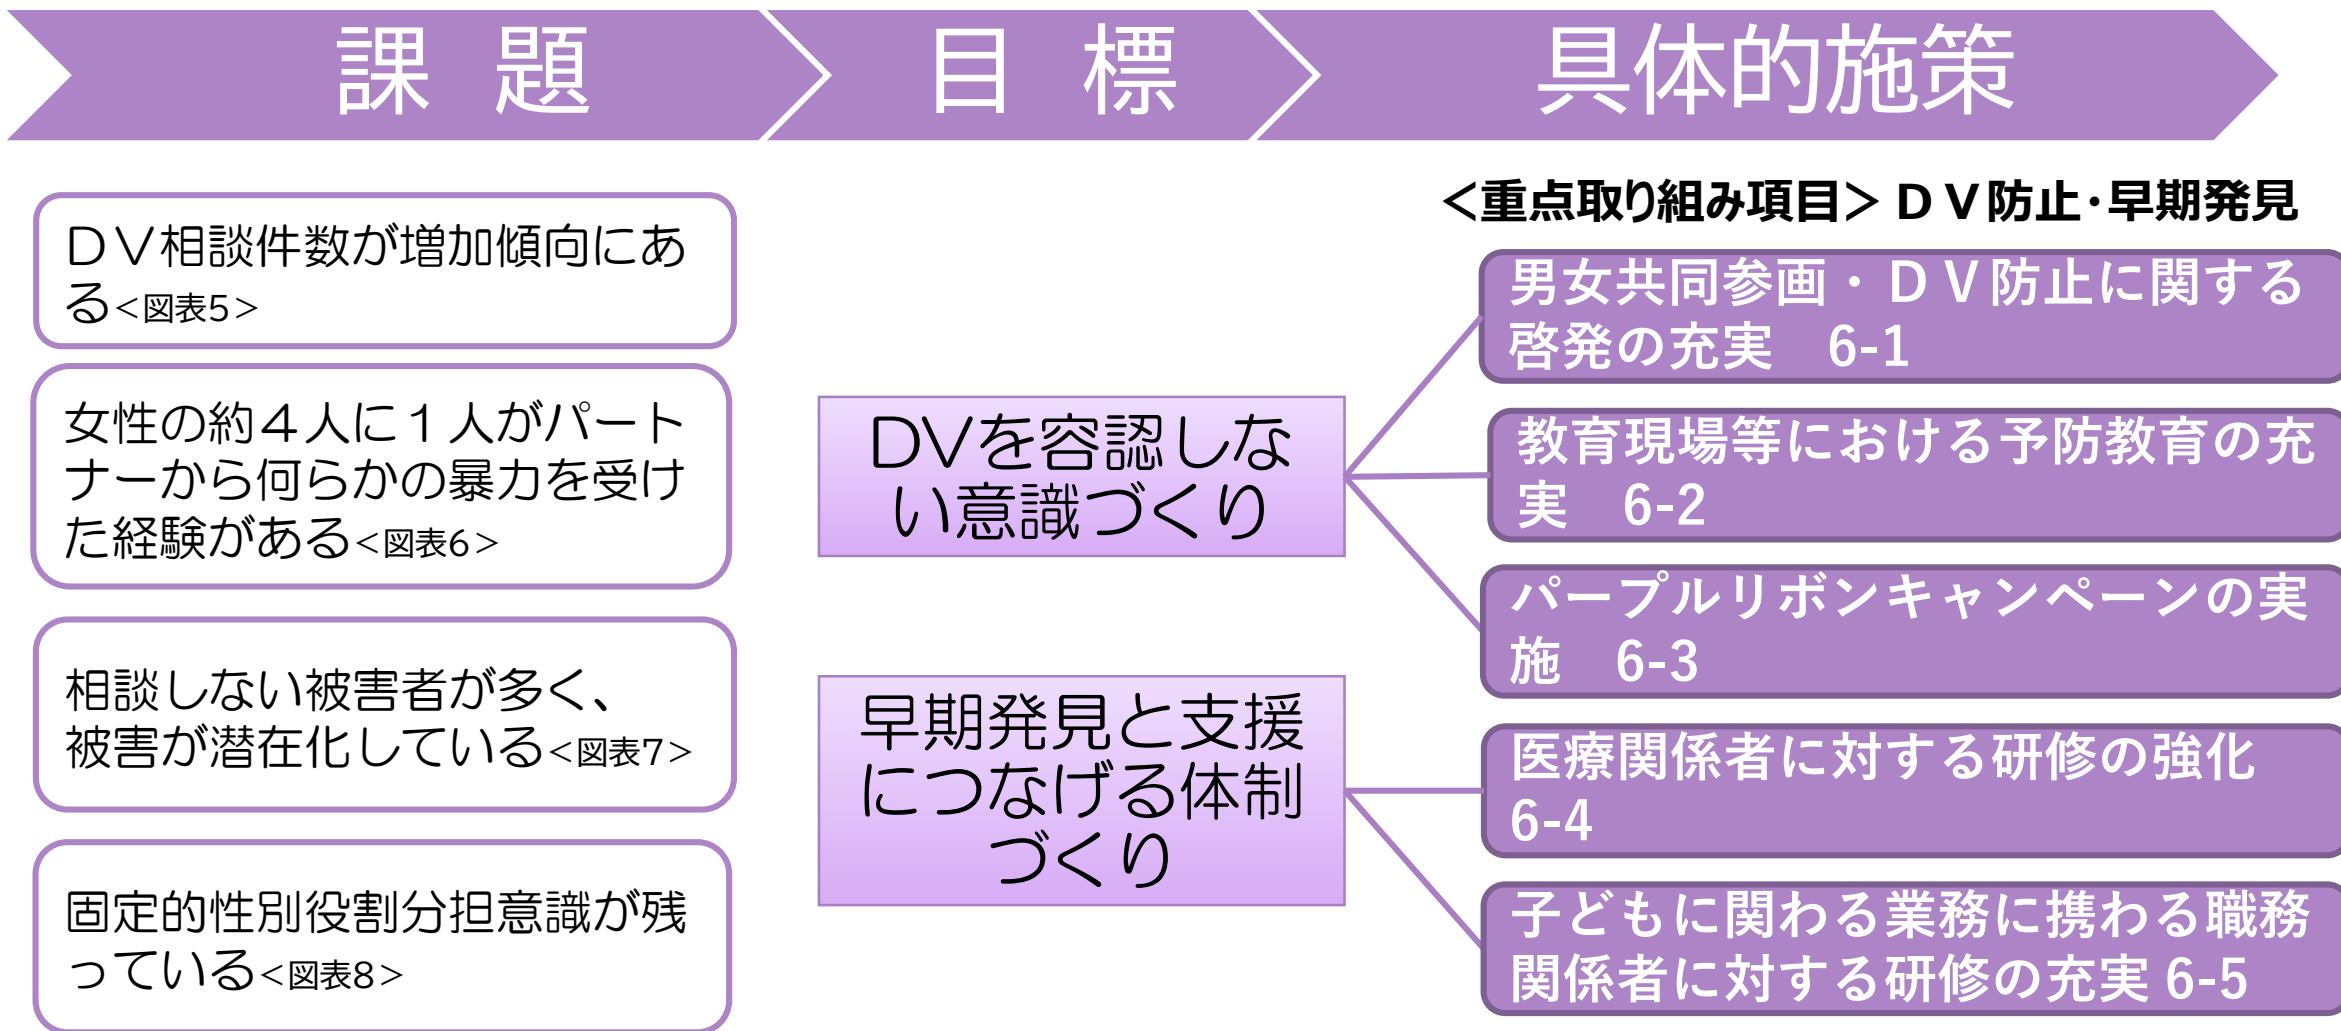 課 題
目 標
具体的施策
ＤＶ相談件数が増加傾向にあ
る＜図表5＞
女性の約４人に１人がパート
ナーから何らかの暴力を受け
た経験がある＜図表6＞
相談しない被害者が多く、
被害が潜在化している＜図表7＞
固定的性別役割分担意識が残
っている＜図表8＞
DVを容認しな
い意識づくり
早期発見と支援
につなげる体制
づくり
＜重点取り組み項目＞ＤＶ防止・早期発見
男女共同参画・ＤＶ防止に関する
啓発の充実　6-1
教育現場等における予防教育の充
実　6-2
パープルリボンキャンペーンの実
施　6-3
医療関係者に対する研修の強化
6-4
子どもに関わる業務に携わる職務
関係者に対する研修の充実 6-5